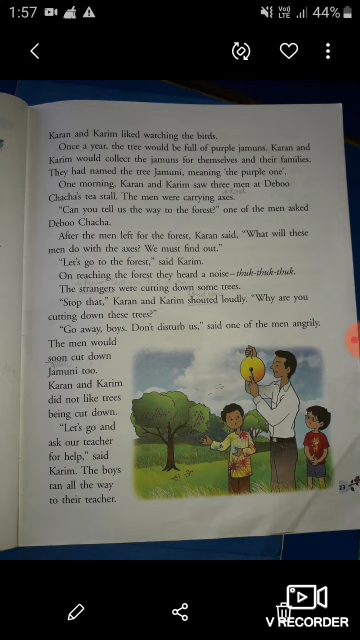 1:57
Vo))
LTE
44%
Karan and Karim liked watching the birds.
Once a year, the tree would be full of purple jamuns. Karan and
Karim would collect the jamuns for themselves and their families.
They had named the tree Jamuni, meaning 'the purple one'.
One morning, Karan and Karim saw three men at Deboo
Chacha's tea stall. The men were carrying axes.
"Can you tell us the way to the forest?" one of the men asked
Deboo Chacha.
After the men left for the forest, Karan said, "What will these
men do with the axes? We must find out."
"Let's go to the forest," said Karim.
On reaching the forest they heard a noise–thuk-thuk-thuk.
The strangers were cutting down some trees.
"Stop that," Karan and Karim shouted loudly. "Why are you
cutting down these trees?"
"Go away, boys. Don't disturb us," said one of the men angrily.
The men would
soon cut down
Jamuni too.
Karan and Karim
did not like trees
being cut down.
"Let's go and
ask our teacher
for help," said
Karim. The boys
ran all the way
to their teacher.
23
V RECORDER